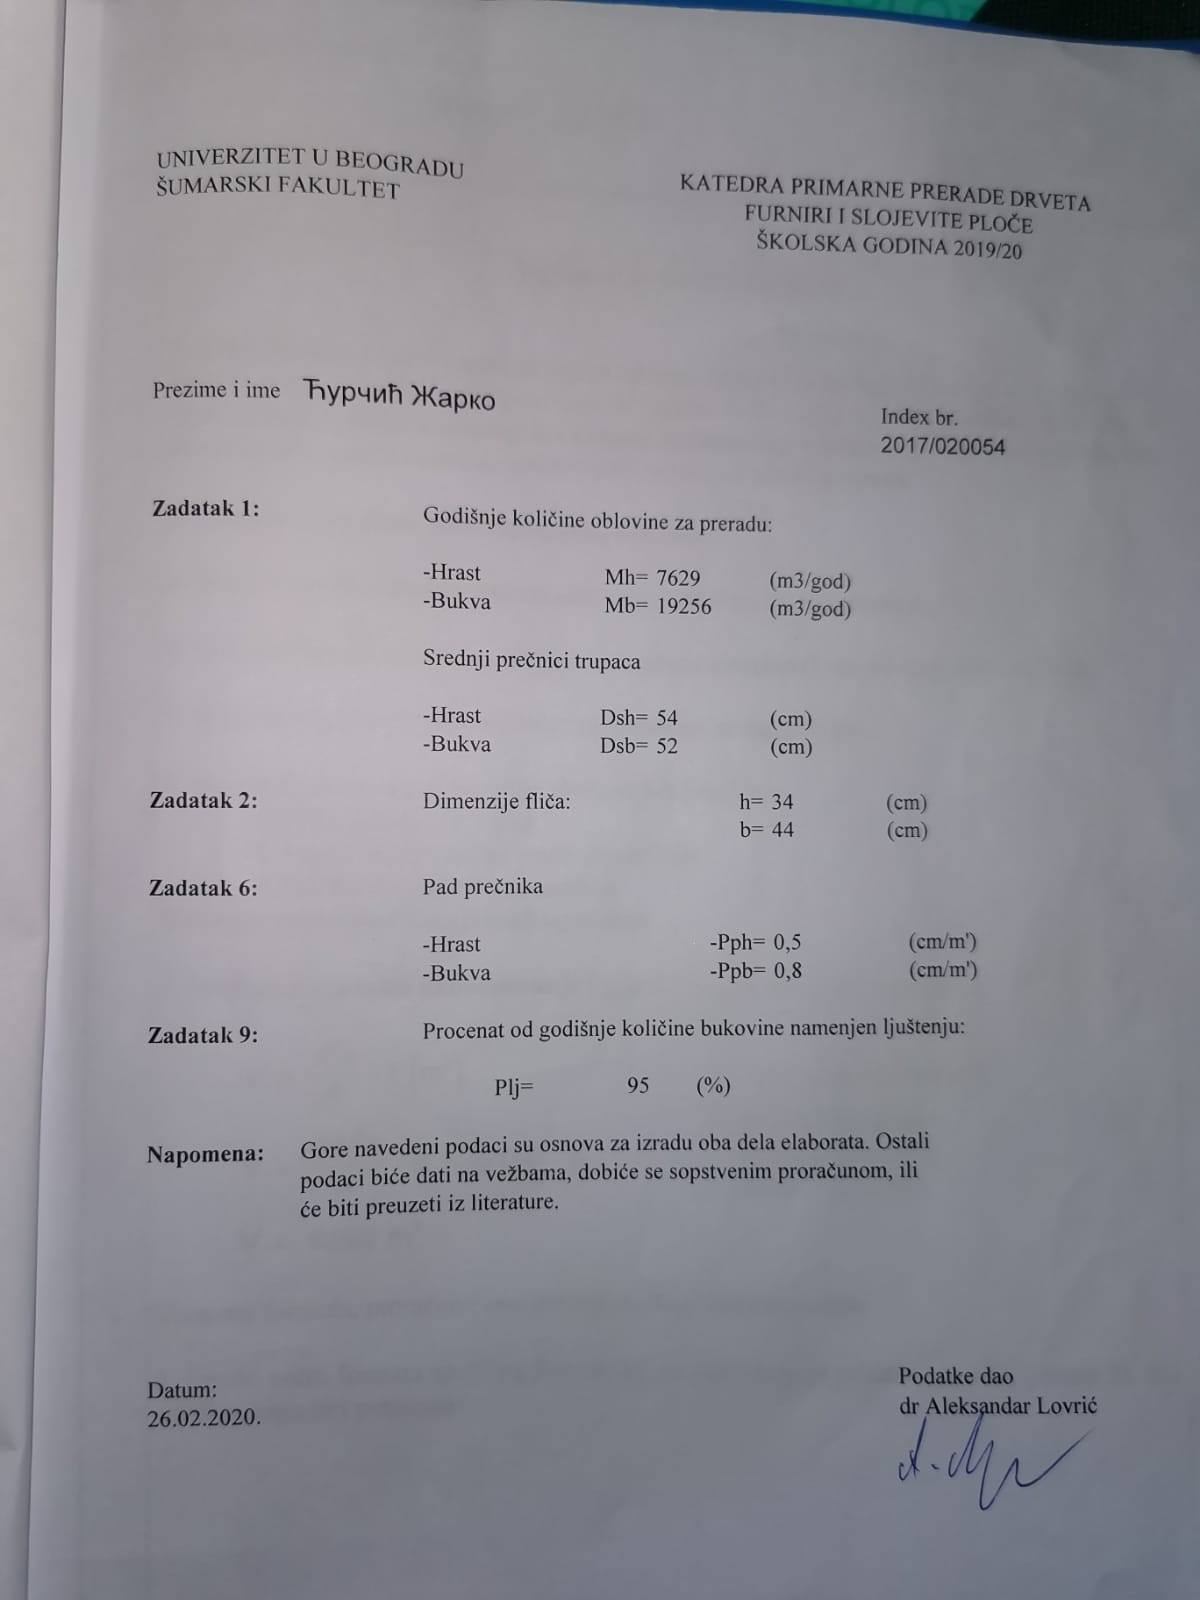 UNIVERZITET U BEOGRADU
ŠUMARSKI FAKULTET
KATEDRA PRIMARNE PRERADE DRVETA
FURNIRI I SLOJEVITE PLOČE
ŠKOLSKA GODINA 2019/20
Prezime i ime Ћурчић Жарко
Index br.
2017/020054
Zadatak 1: Godišnje količine oblovine za preradu:
-Hrast Mh= 7629 (m3/god)
-Bukva Mb= 19256 (m3/god)
Srednji prečnici trupaca
-Hrast Dsh= 54 (cm)
-Bukva Dsb= 52 (cm)
Zadatak 2: Dimenzije fliča: h= 34 (cm)
b= 44 (cm)
Zadatak 6: Pad prečnika
-Hrast -Pph= 0,5 (cm/m')
-Bukva -Ppb= 0,8 (cm/m')
Zadatak 9: Procenat od godišnje količine bukovine namenjen ljuštenju:
Plj= 95 (%)
Napomena: Gore navedeni podaci su osnova za izradu oba dela elaborata. Ostali
podaci biće dati na vežbama, dobiće se sopstvenim proračunom, ili
će biti preuzeti iz literature.
Datum:
26.02.2020.
Podatke dao
dr Aleksandar Lovrić